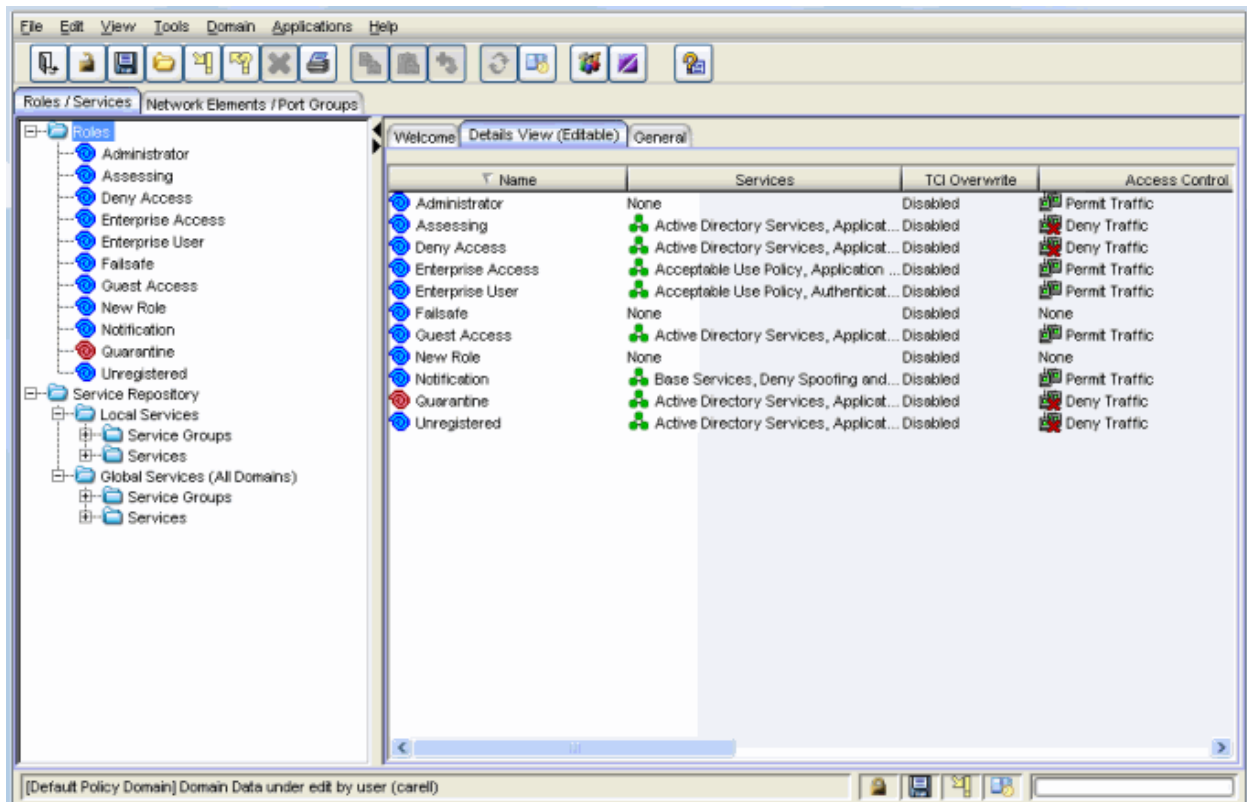 File Edit View Tools Domain Applications Help
Roles / Services Network Elements / Port Groups
Roles
Administrator
Assessing
Deny Access
Enterprise Access
Enterprise User
Failsafe
Guest Access
New Role
Notification
Quarantine
Unregistered
Service Repository
Local Services
Service Groups
Services
Global Services (All Domains)
Service Groups
Services
Welcome Details View (Editable) General
Name Services TCI Overwrite Access Control
Administrator None Disabled Permit Traffic
Assessing Active Directory Services, Applicat... Disabled Deny Traffic
Deny Access Active Directory Services, Applicat... Disabled Deny Traffic
Enterprise Access Acceptable Use Policy, Application ... Disabled Permit Traffic
Enterprise User Acceptable Use Policy, Authenticat... Disabled Permit Traffic
Failsafe None Disabled None
Guest Access Active Directory Services, Applicat... Disabled Permit Traffic
New Role None Disabled None
Notification Base Services, Deny Spoofing and... Disabled Permit Traffic
Quarantine Active Directory Services, Applicat... Disabled Deny Traffic
Unregistered Active Directory Services, Applicat... Disabled Deny Traffic
[Default Policy Domain] Domain Data under edit by user (carell)